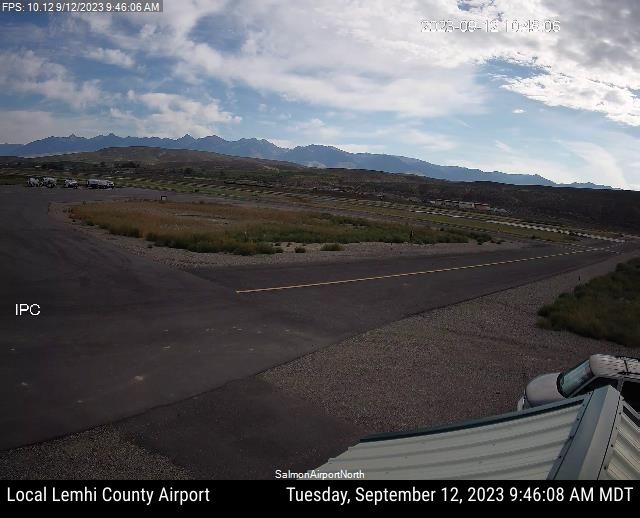 FPS: 10.12 9/12/2023 9:46:06 AM
IPC
SalmonAirportNorth
Local Lemhi County Airport Tuesday, September 12, 2023 9:46:08 AM MDT